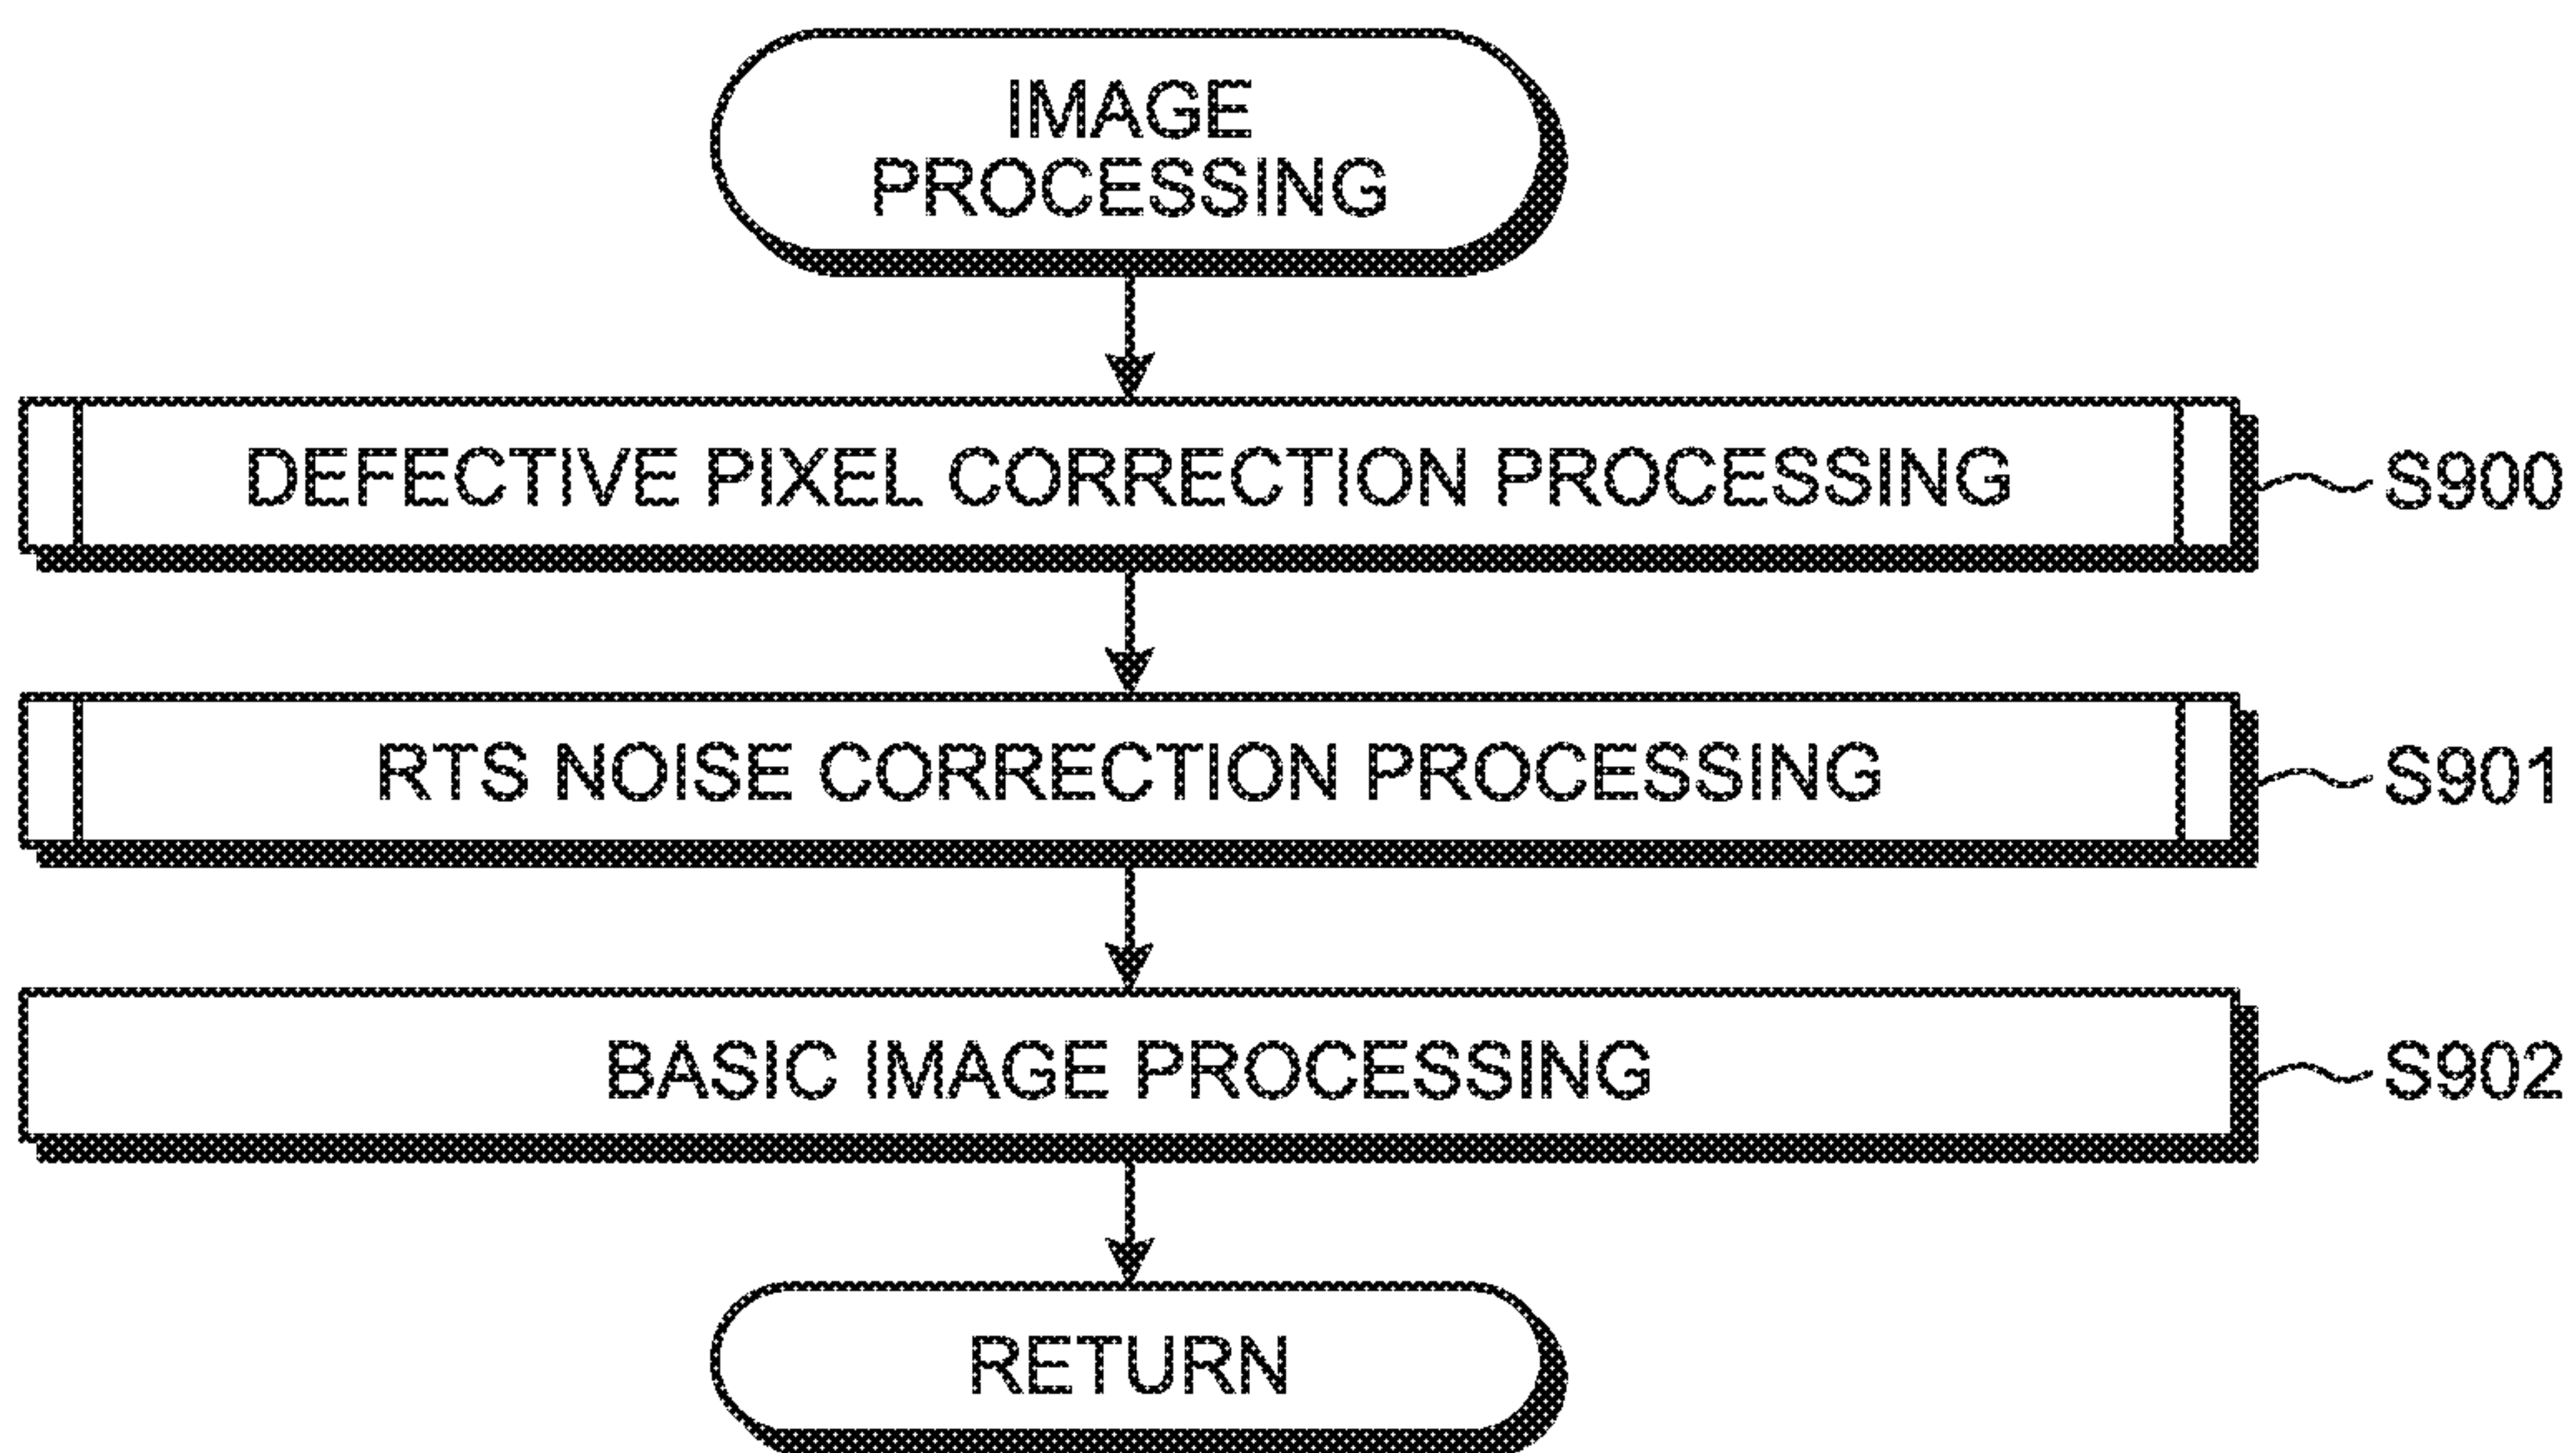 IMAGE
PROCESSING
DEFECTIVE PIXEL CORRECTION PROCESSING
S900
RTS NOISE CORRECTION PROCESSING
S901
BASIC IMAGE PROCESSING
S902
RETURN